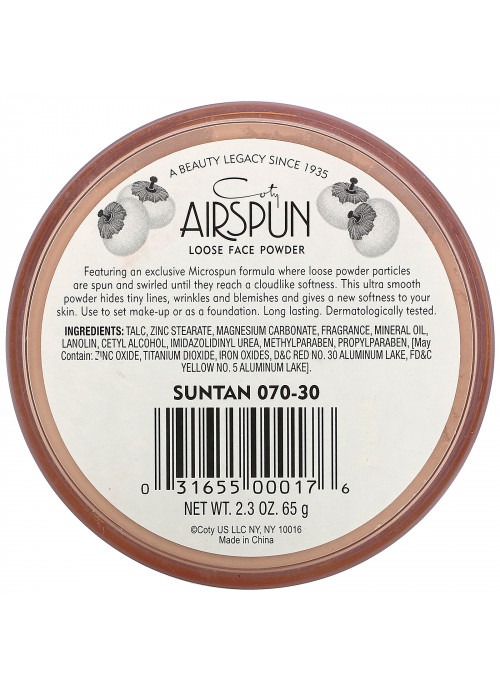 A BEAUTY LEGACY SINCE 1935
Coty
AIRSPUN
LOOSE FACE POWDER
Featuring an exclusive Microspun formula where loose powder particles
are spun and swirled until they reach a cloudlike softness. This ultra smooth
powder hides tiny lines, wrinkles and blemishes and gives a new softness to your
skin. Use to set make-up or as a foundation. Long lasting. Dermatologically tested.
INGREDIENTS: TALC, ZINC STEARATE, MAGNESIUM CARBONATE, FRAGRANCE, MINERAL OIL,
LANOLIN, CETYL ALCOHOL, IMIDAZOLIDINYL UREA, METHYLPARABEN, PROPYLPARABEN, [May
Contain: ZINC OXIDE, TITANIUM DIOXIDE, IRON OXIDES, D&C RED NO. 30 ALUMINUM LAKE, FD&C
YELLOW NO. 5 ALUMINUM LAKE].
SUNTAN 070-30
0 31655 00017 6
NET WT. 2.3 OZ. 65 g
©Coty US LLC NY, NY 10016
Made in China